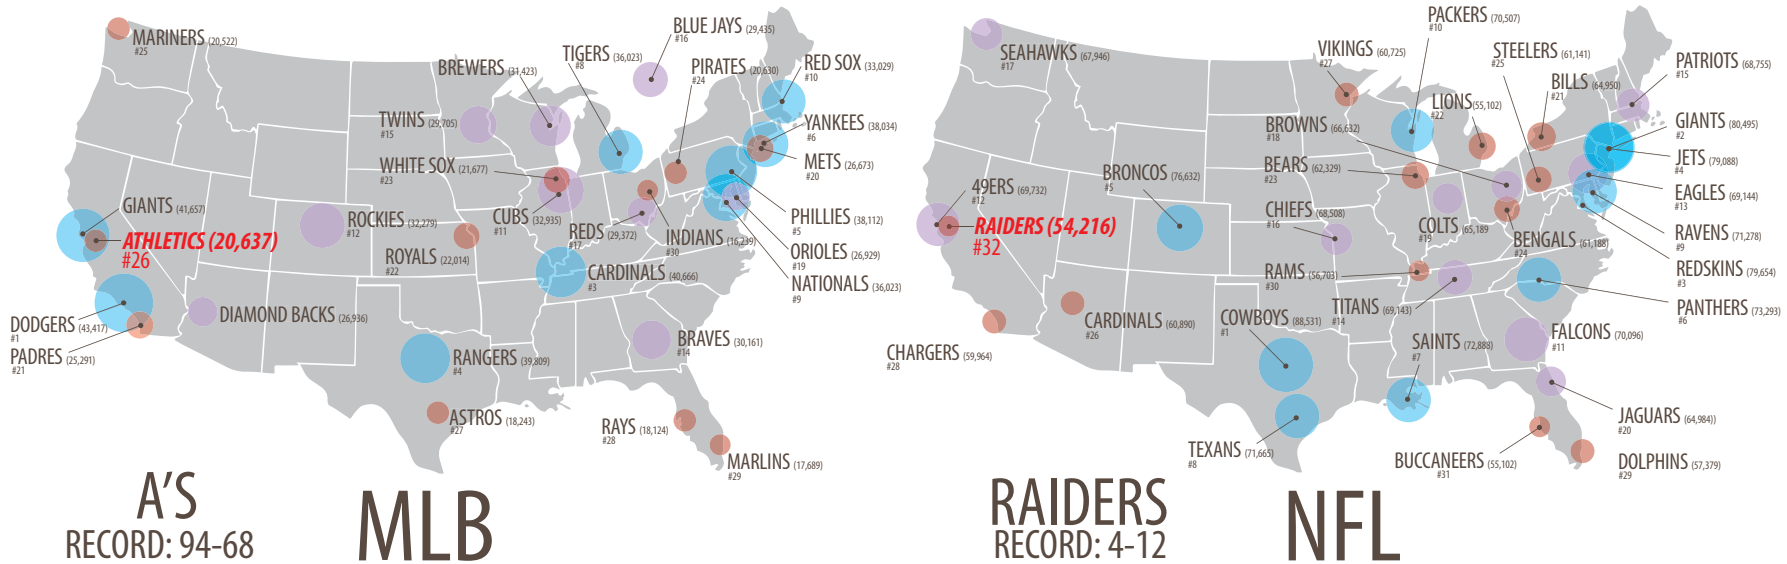 MARINERS (20,522)
#25
BREWERS (31,423)
TIGERS (36,023)
#8
BLUE JAYS (29,435)
#16
PIRATES (20,630)
#24
RED SOX (33,029)
#10
TWINS (29,705)
#15
YANKEES (38,034)
#6
WHITE SOX (21,677)
#23
METS (26,673)
#20
GIANTS (41,657)
ATHLETICS (20,637)
#26
ROCKIES (32,279)
#12
CUBS (32,935)
#11
REDS (29,372)
#17
INDIANS (16,239)
#30
PHILLIES (38,112)
#5
ROYALS (22,014)
#22
ORIOLES (26,929)
#19
CARDINALS (40,666)
#3
NATIONALS (36,023)
#9
DIAMOND BACKS (26,936)
DODGERS (43,417)
#1
PADRES (25,291)
#21
BRAVES (30,161)
#14
RANGERS (39,809)
#4
ASTROS (18,243)
#27
RAYS (18,124)
#28
MARLINS (17,689)
#29
A'S
RECORD: 94-68
MLB
SEAHAWKS (67,946)
#17
VIKINGS (60,725)
#27
PACKERS (70,507)
#10
STEELERS (61,141)
#25
PATRIOTS (68,755)
#15
BILLS (64,950)
#21
LIONS (55,102)
#22
BROWNS (66,632)
#18
GIANTS (80,495)
#2
BEARS (62,329)
#23
JETS (79,088)
#4
BRONCOS (76,632)
#5
49ERS (69,732)
#12
EAGLES (69,144)
#13
RAIDERS (54,216)
#32
CHIEFS (68,508)
#16
COLTS (65,189
#19
BENGALS (61,188)
#24
RAVENS (71,278)
#9
RAMS (56,703)
#30
REDSKINS (79,654)
#3
CARDINALS (60,890)
#26
TITANS (69,143)
#14
PANTHERS (73,293)
#6
COWBOYS (88,531)
#1
SAINTS (72,888)
#7
FALCONS (70,096)
#11
CHARGERS (59,964)
#28
JAGUARS (64,984))
#20
TEXANS (71,665)
#8
BUCCANEERS (55,102)
#31
DOLPHINS (57,379)
#29
RAIDERS
RECORD: 4-12
NFL